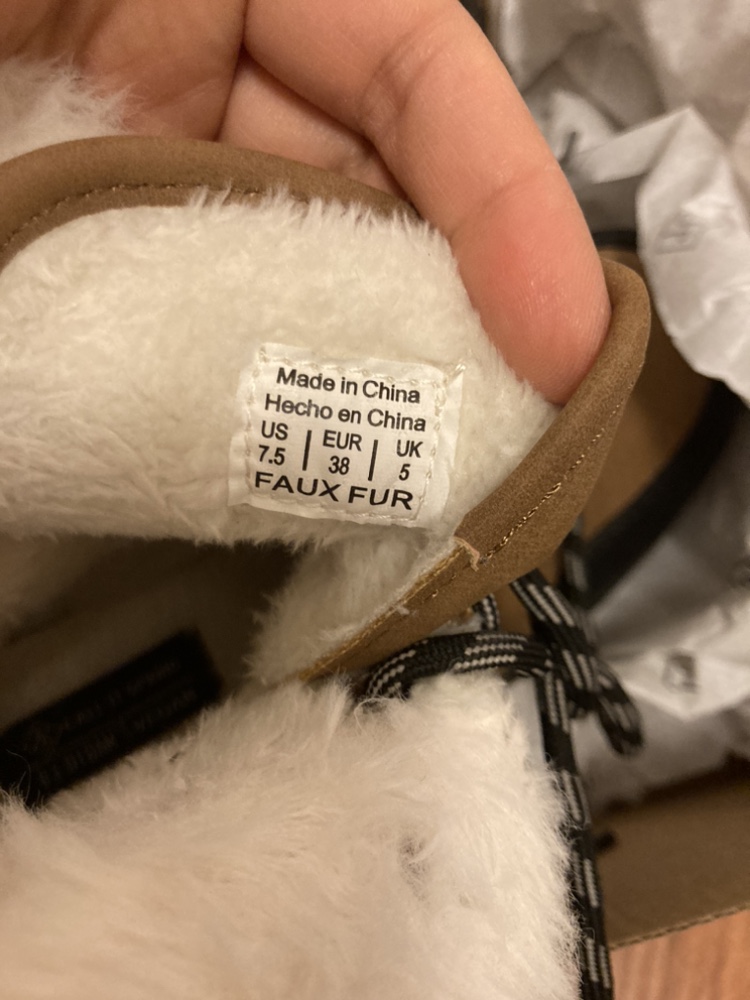 Made in China
Hecho en China
US | EUR | UK
7.5 | 38 | 5
FAUX FUR